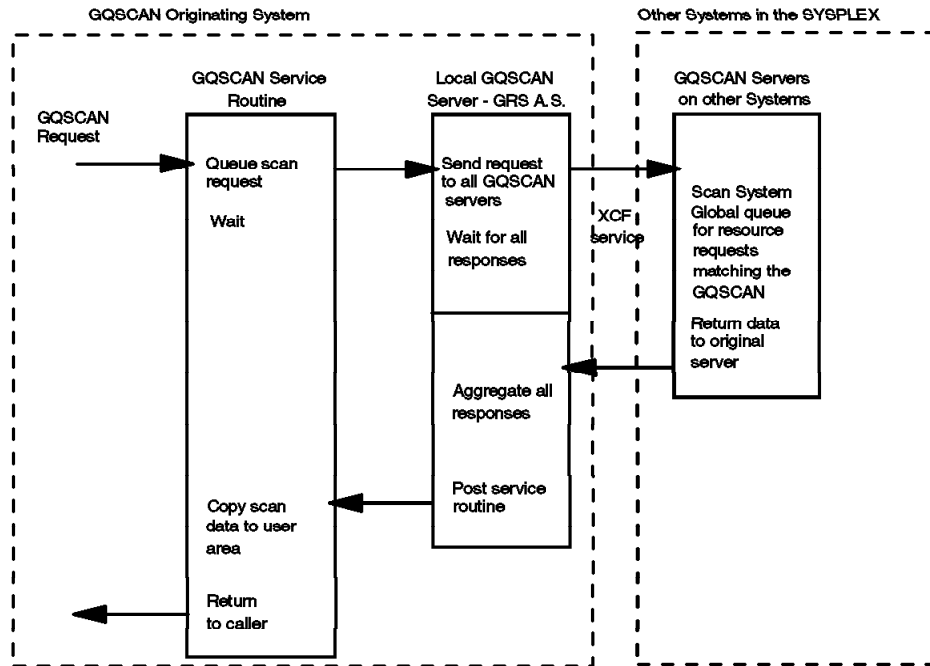 GQSCAN Originating System
Other Systems in the SYSPLEX
GQSCAN Service
Routine
Local GQSCAN
Server - GRS A.S.
GQSCAN Servers
on other Systems
GQSCAN
Request
Queue scan
request
Wait
Send request
to all GQSCAN
servers
Wait for all
responses
XCF
service
Scan System
Global queue
for resource
requests
matching the
GQSCAN
Return data
to original
server
Aggregate all
responses
Post service
routine
Copy scan
data to user
area
Return
to caller